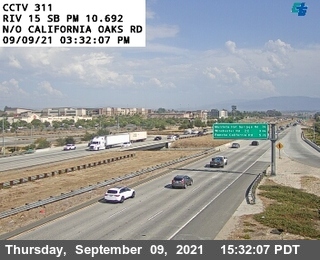 CCTV 311
RIV 15 SB PM 10.692
N/O CALIFORNIA OAKS RD
09/09/21 03:32:07 PM
Thursday, September 09, 2021 15:32:07 PDT